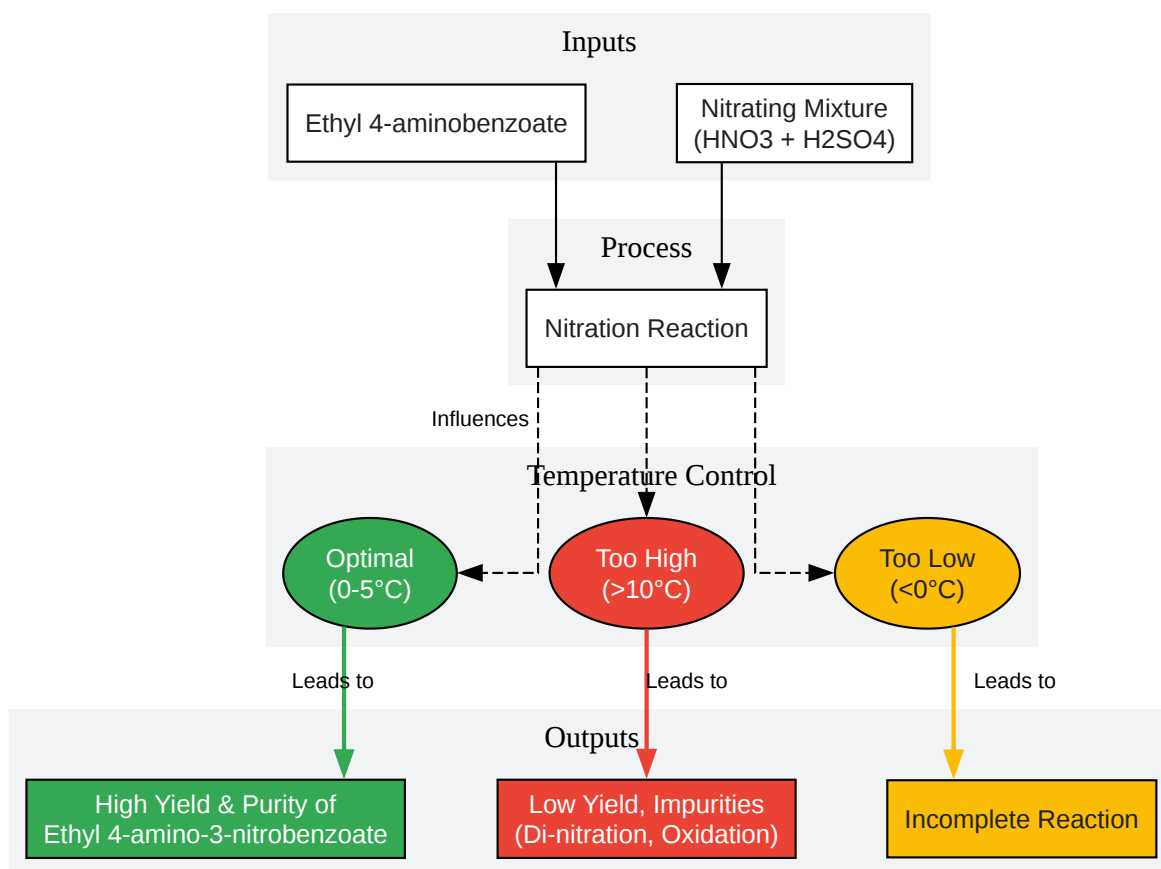 Inputs
Ethyl 4-aminobenzoate
Nitrating Mixture
(HNO3 + H2SO4)
Process
Nitration Reaction
Influences
Temperature Control
Optimal
(0-5°C)
Too High
(>10°C)
Too Low
(<0°C)
Leads to
Leads to
Leads to
Outputs
High Yield & Purity of
Ethyl 4-amino-3-nitrobenzoate
Low Yield, Impurities
(Di-nitration, Oxidation)
Incomplete Reaction